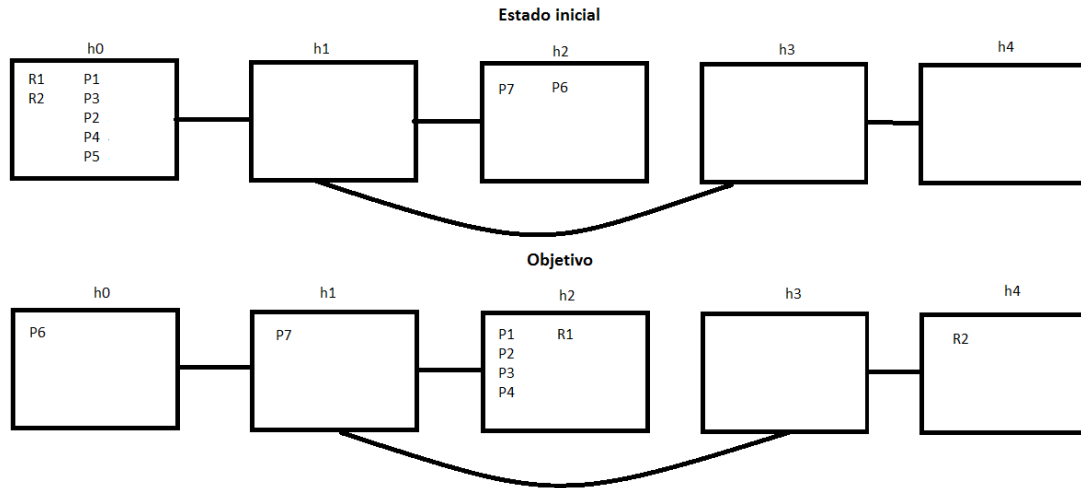 Estado inicial
h0 h1 h2 h3 h4
R1 P1
R2 P3
P2
P4
P5
P7 P6
Objetivo
h0 h1 h2 h3 h4
P6
P7
P1 R1
P2
P3
P4
R2